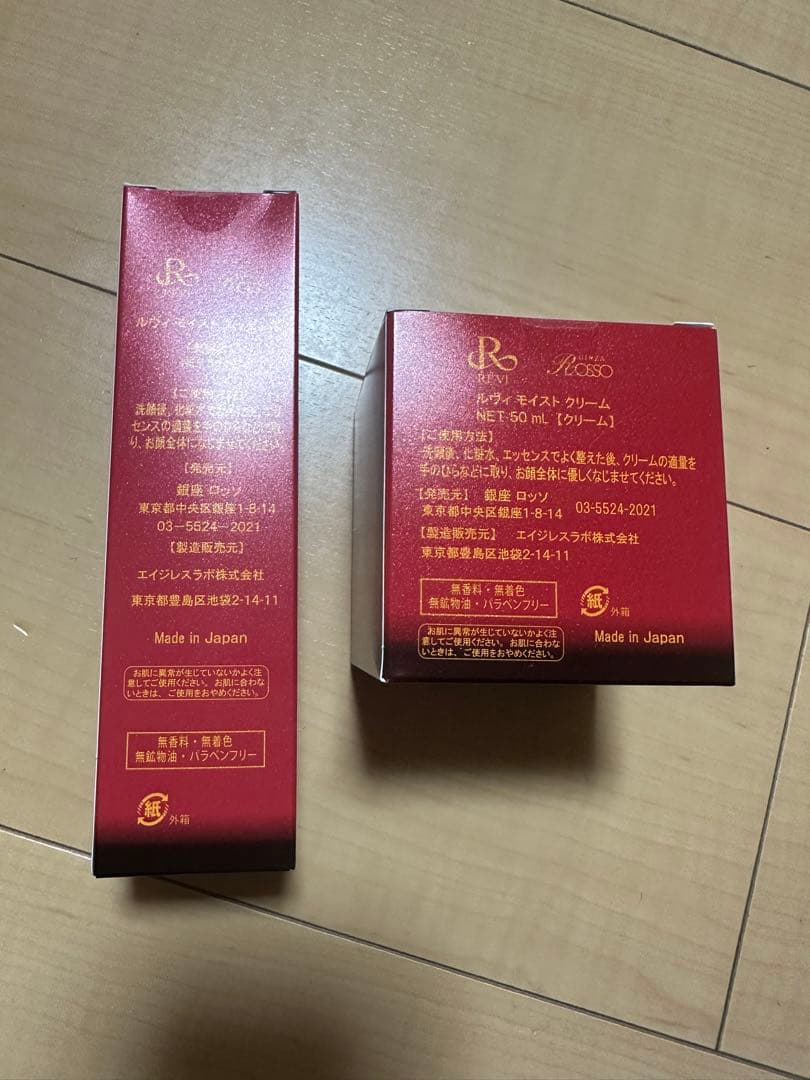 R
ルヴィ モイスト
【ご使用方法】
洗顔後、化粧水で
センスの適量を手のひらなどに取
り、お顔全体になじませてください。
【発売元】
銀座 ロッソ
東京都中央区銀座1-8-14
03-5524-2021
【製造販売元】
エイジレスラボ株式会社
東京都豊島区池袋2-14-11
Made in Japan
お肌に異常が生じていないかよく注
意してご使用ください。お肌に合わな
いときは、ご使用をおやめください。
無香料・無着色
無鉱物油・パラベンフリー
紙 外箱
R
REVI
GINZA
ROSSO
ルヴィ モイスト クリーム
NET 50 mL 【クリーム】
【ご使用方法】
洗顔後、化粧水、エッセンスでよく整えた後、クリームの適量を
手のひらなどに取り、お顔全体に優しくなじませてください。
【発売元】 銀座 ロッソ
東京都中央区銀座1-8-14 03-5524-2021
【製造販売元】 エイジレスラボ株式会社
東京都豊島区池袋2-14-11
無香料・無着色
無鉱物油・パラベンフリー
紙 外箱
お肌に異常が生じていないかよく注
意してご使用ください。お肌に合わな
いときは、ご使用をおやめください。
Made in Japan